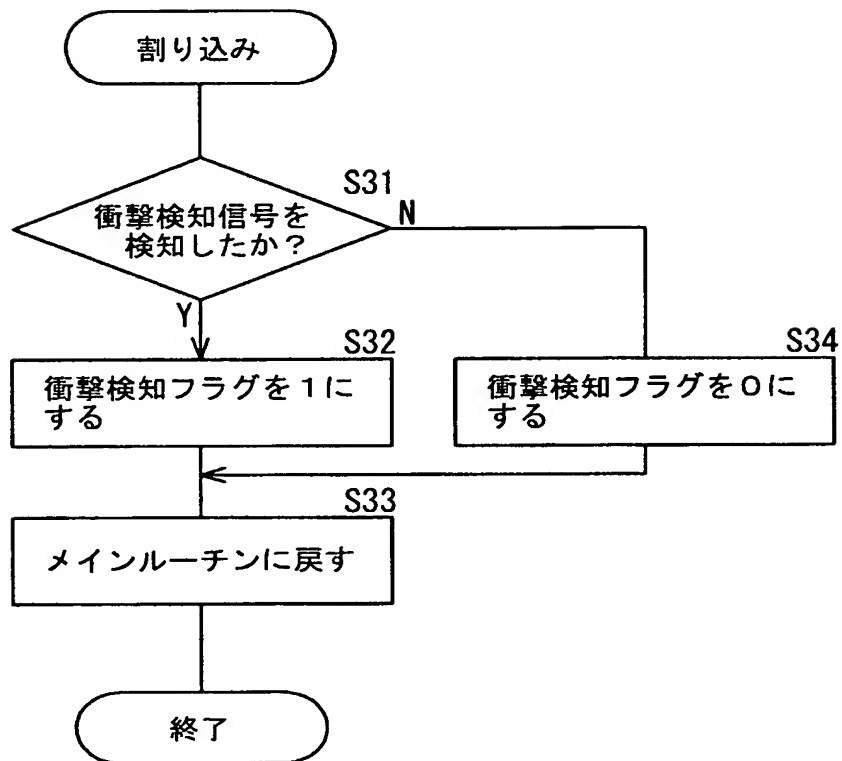 割り込み
S31
衝撃検知信号を
検知したか？
N
Y
S32
衝撃検知フラグを１に
する
S34
衝撃検知フラグを０に
する
S33
メインルーチンに戻す
終了